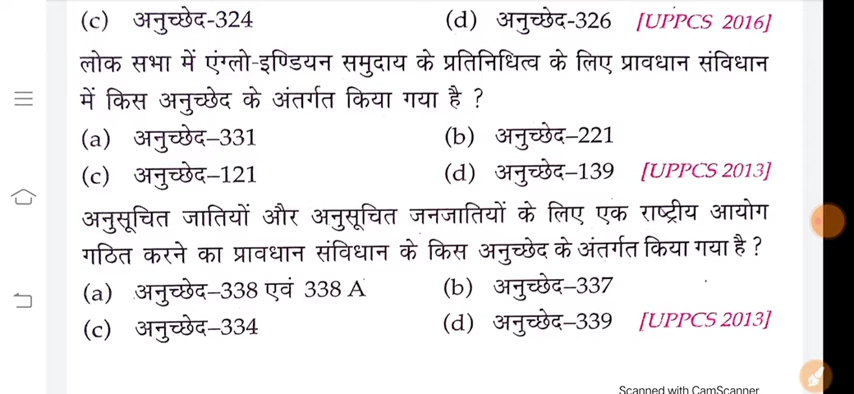 (c) अनुच्छेद-324 (d) अनुच्छेद-326 [UPPCS 2016]
लोक सभा में एंग्लो-इण्डियन समुदाय के प्रतिनिधित्व के लिए प्रावधान संविधान
में किस अनुच्छेद के अंतर्गत किया गया है ?
(a) अनुच्छेद–331 (b) अनुच्छेद–221
(c) अनुच्छेद–121 (d) अनुच्छेद–139 [UPPCS 2013]
अनुसूचित जातियों और अनुसूचित जनजातियों के लिए एक राष्ट्रीय आयोग
गठित करने का प्रावधान संविधान के किस अनुच्छेद के अंतर्गत किया गया है ?
(a) अनुच्छेद–338 एवं 338 A (b) अनुच्छेद–337
(c) अनुच्छेद–334 (d) अनुच्छेद–339 [UPPCS 2013]
Scanned with CamScanner